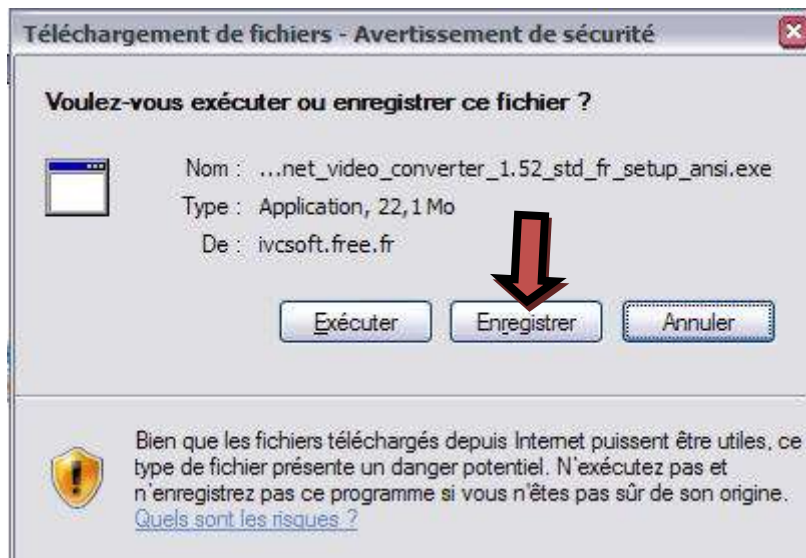 Téléchargement de fichiers - Avertissement de sécurité
Voulez-vous exécuter ou enregistrer ce fichier ?
Nom : ...net_video_converter_1.52_std_fr_setup_ansi.exe
Type : Application, 22,1 Mo
De : ivcsoft.free.fr
Exécuter Enregistrer Annuler
Bien que les fichiers téléchargés depuis Internet puissent être utiles, ce
type de fichier présente un danger potentiel. N'exécutez pas et
n'enregistrez pas ce programme si vous n'êtes pas sûr de son origine.
Quels sont les risques ?